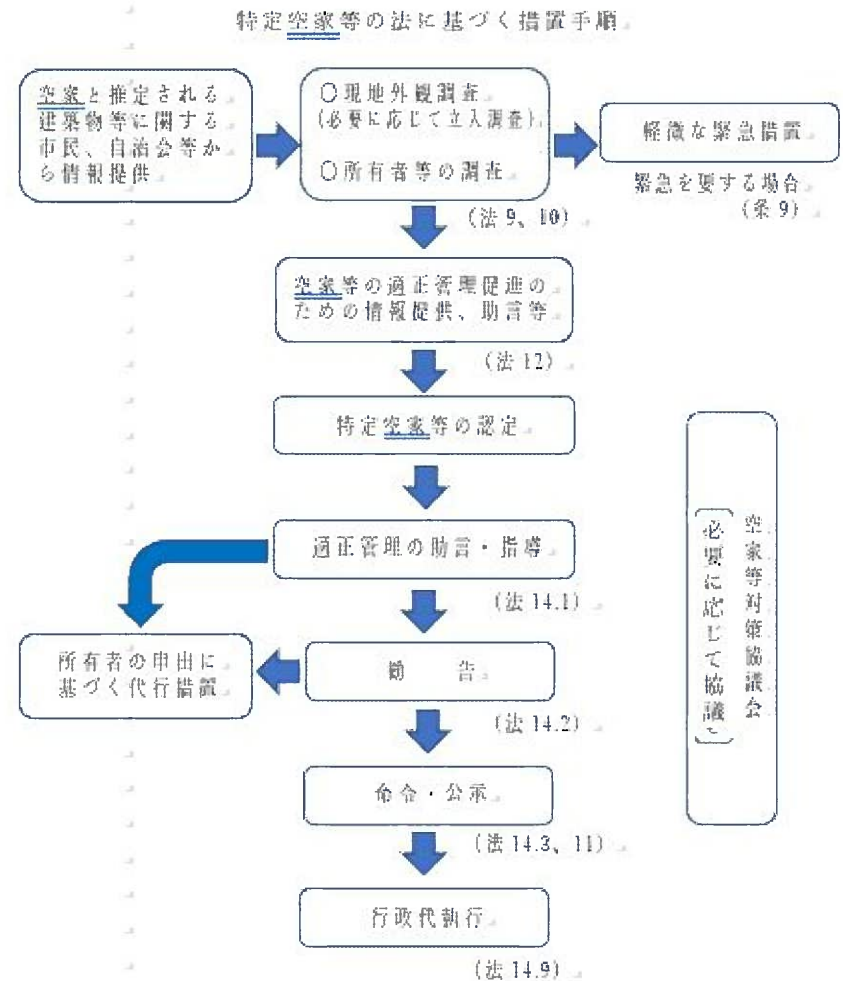 特定空家等の法に基づく措置手順
空家と推定される
建築物等に関する
市民、自治会等か
ら情報提供
○現地外観調査
(必要に応じて立入調査)
○所有者等の調査
軽微な緊急措置
緊急を要する場合
(条9)
(法9、10)
空家等の適正管理促進の
ための情報提供、助言等
(法12)
特定空家等の認定
適正管理の助言・指導
(法14.1)
所有者の申出に
基づく代行措置
勧 告
(法14.2)
命令・公示
(法14.3、11)
行政代執行
(法14.9)
空家等対策協議会
〔必要に応じて協議〕